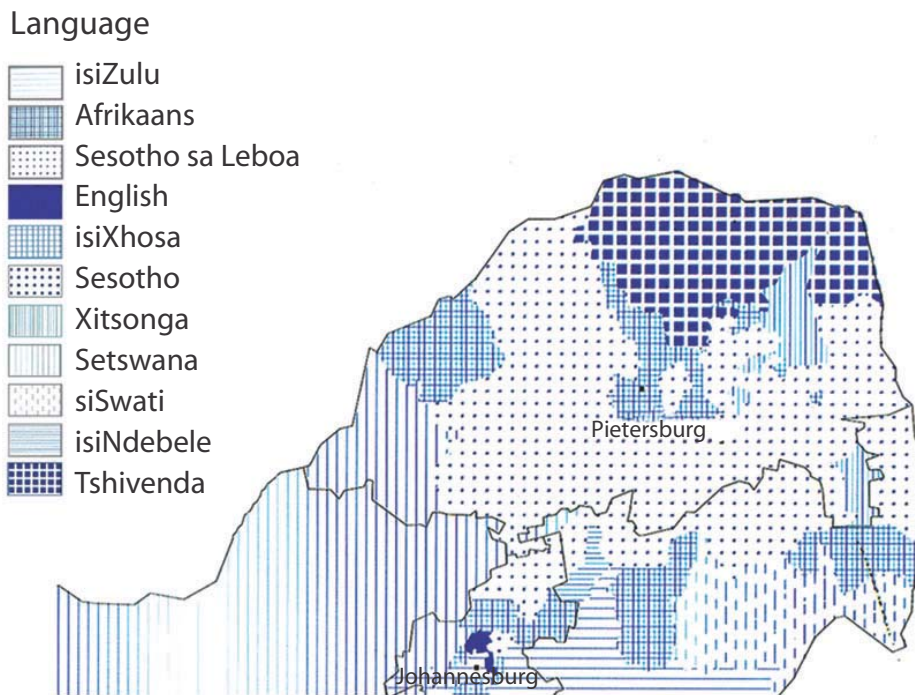 Language
isiZulu
Afrikaans
Sesotho sa Leboa
English
isiXhosa
Sesotho
Xitsonga
Setswana
siSwati
isiNdebele
Tshivenda
Pietersburg
Johannesburg